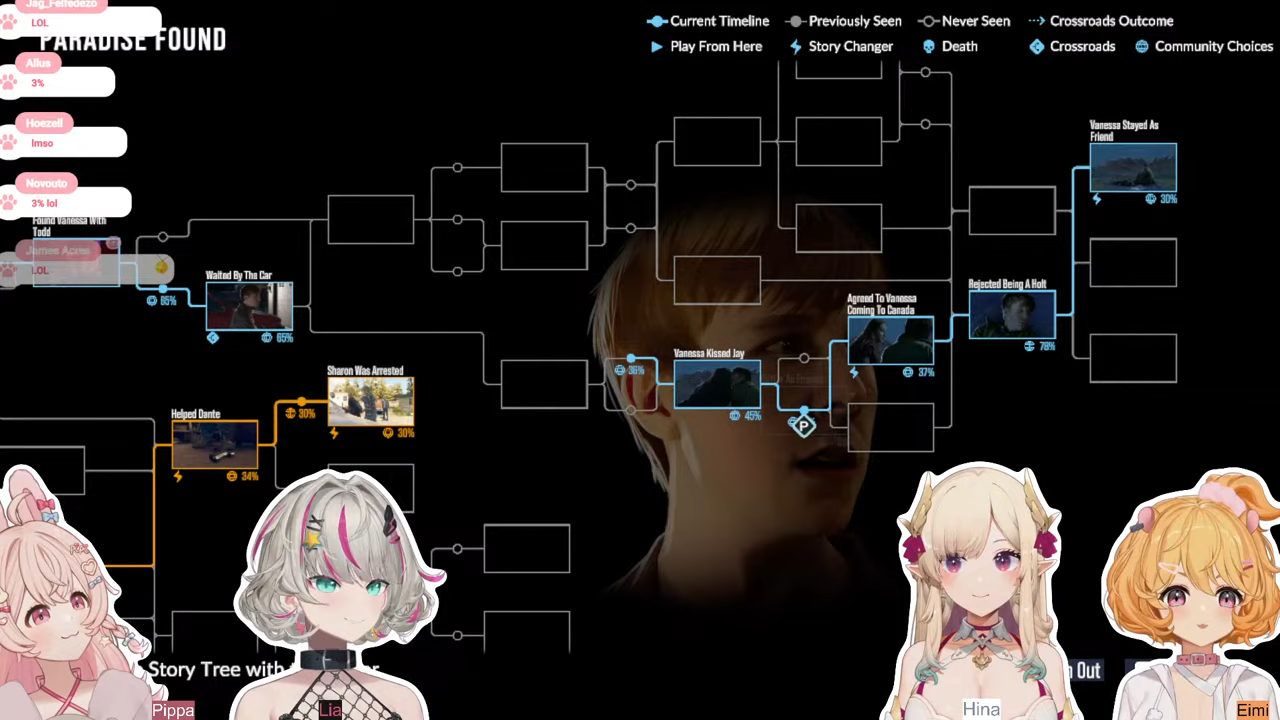 Jag_Felfedezo
LOL
PARADISE FOUND
Allus
3%
Hoezell
lmso
Novouto
3% lol
James Acres
LOL
Current Timeline
Previously Seen
Never Seen
Crossroads Outcome
Play From Here
Story Changer
Death
Crossroads
Community Choices
Found Vanessa With
Todd
65%
Waited By The Car
65%
Sharon Was Arrested
30%
30%
Helped Dante
34%
36%
Vanessa Kissed Jay
45%
P
Agreed To Vanessa
Coming To Canada
37%
Rejected Being A Holt
78%
Vanessa Stayed As
Friend
30%
Story Tree with
Out
Pippa
Lia
Hina
Eimi